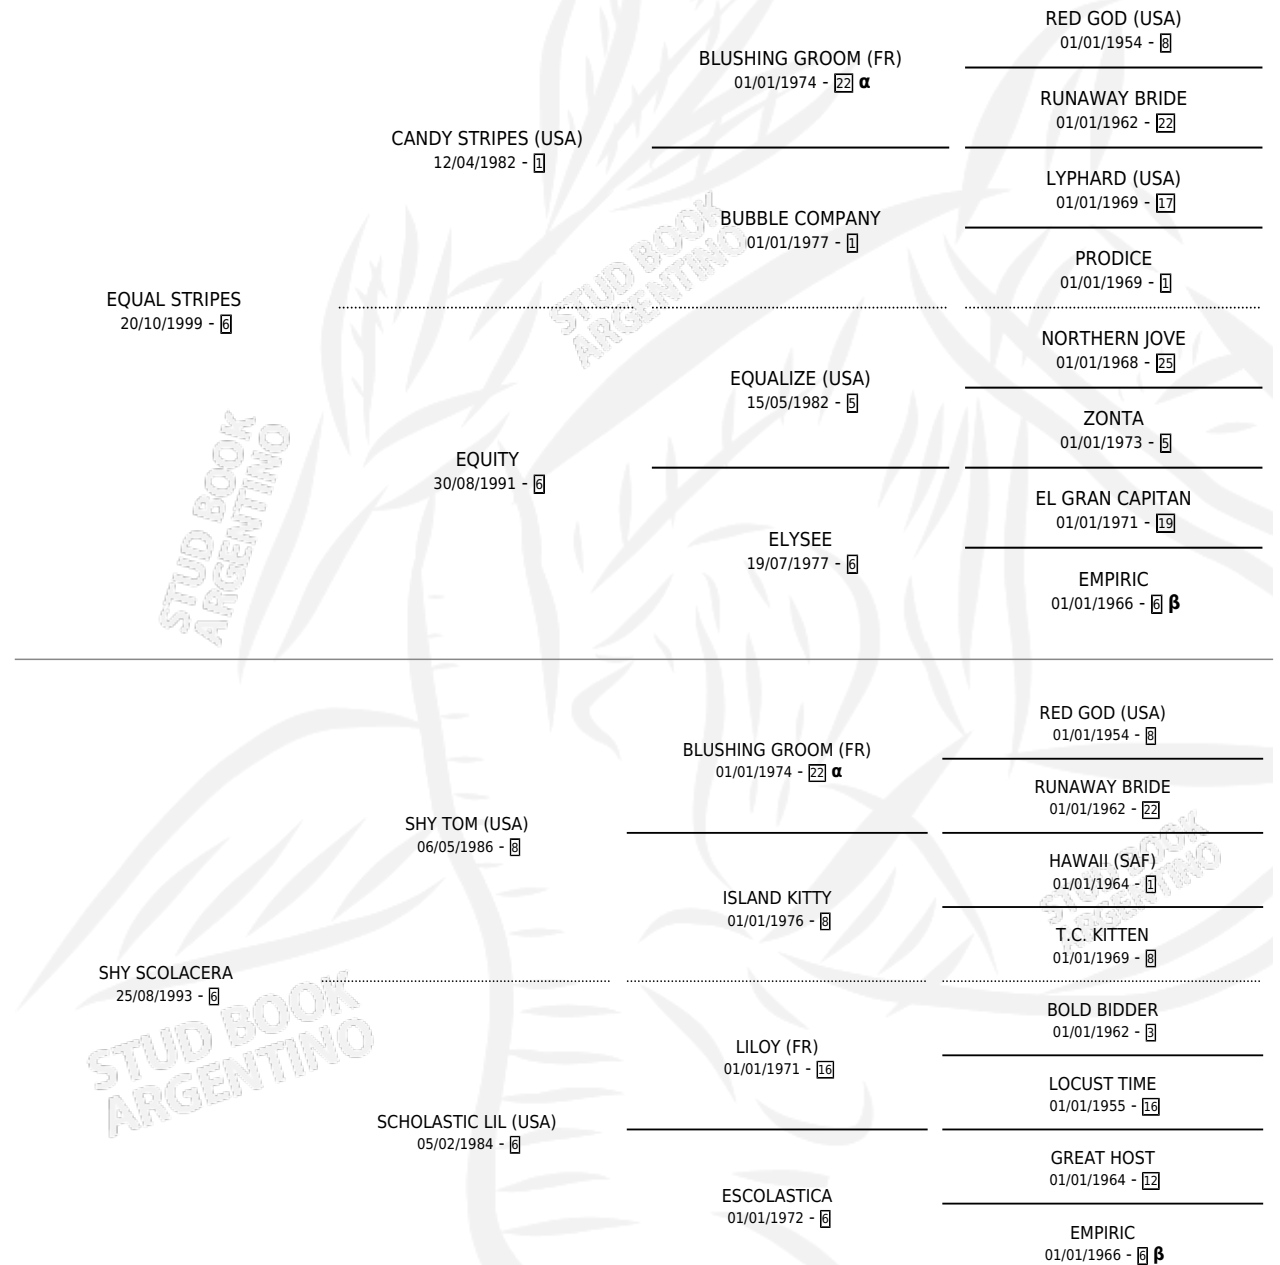 RED GOD (USA)
01/01/1954 - 8
BLUSHING GROOM (FR)
01/01/1974 - 22 α
RUNAWAY BRIDE
01/01/1962 - 22
CANDY STRIPES (USA)
12/04/1982 - 1
LYPHARD (USA)
01/01/1969 - 17
BUBBLE COMPANY
01/01/1977 - 1
PRODICE
01/01/1969 - 1
EQUAL STRIPES
20/10/1999 - 6
NORTHERN JOVE
01/01/1968 - 25
EQUALIZE (USA)
15/05/1982 - 5
ZONTA
01/01/1973 - 5
EQUITY
30/08/1991 - 6
EL GRAN CAPITAN
01/01/1971 - 19
ELYSEE
19/07/1977 - 6
EMPIRIC
01/01/1966 - 6 β
RED GOD (USA)
01/01/1954 - 8
BLUSHING GROOM (FR)
01/01/1974 - 22 α
RUNAWAY BRIDE
01/01/1962 - 22
SHY TOM (USA)
06/05/1986 - 8
HAWAII (SAF)
01/01/1964 - 1
ISLAND KITTY
01/01/1976 - 8
T.C. KITTEN
01/01/1969 - 8
SHY SCOLACERA
25/08/1993 - 6
BOLD BIDDER
01/01/1962 - 3
LILOY (FR)
01/01/1971 - 16
LOCUST TIME
01/01/1955 - 16
SCHOLASTIC LIL (USA)
05/02/1984 - 6
GREAT HOST
01/01/1964 - 12
ESCOLASTICA
01/01/1972 - 6
EMPIRIC
01/01/1966 - 6 β
STUD BOOK
ARGENTINO
STUD BOOK
ARGENTINO
STUD BOOK
ARGENTINO
STUD BOOK
ARGENTINO